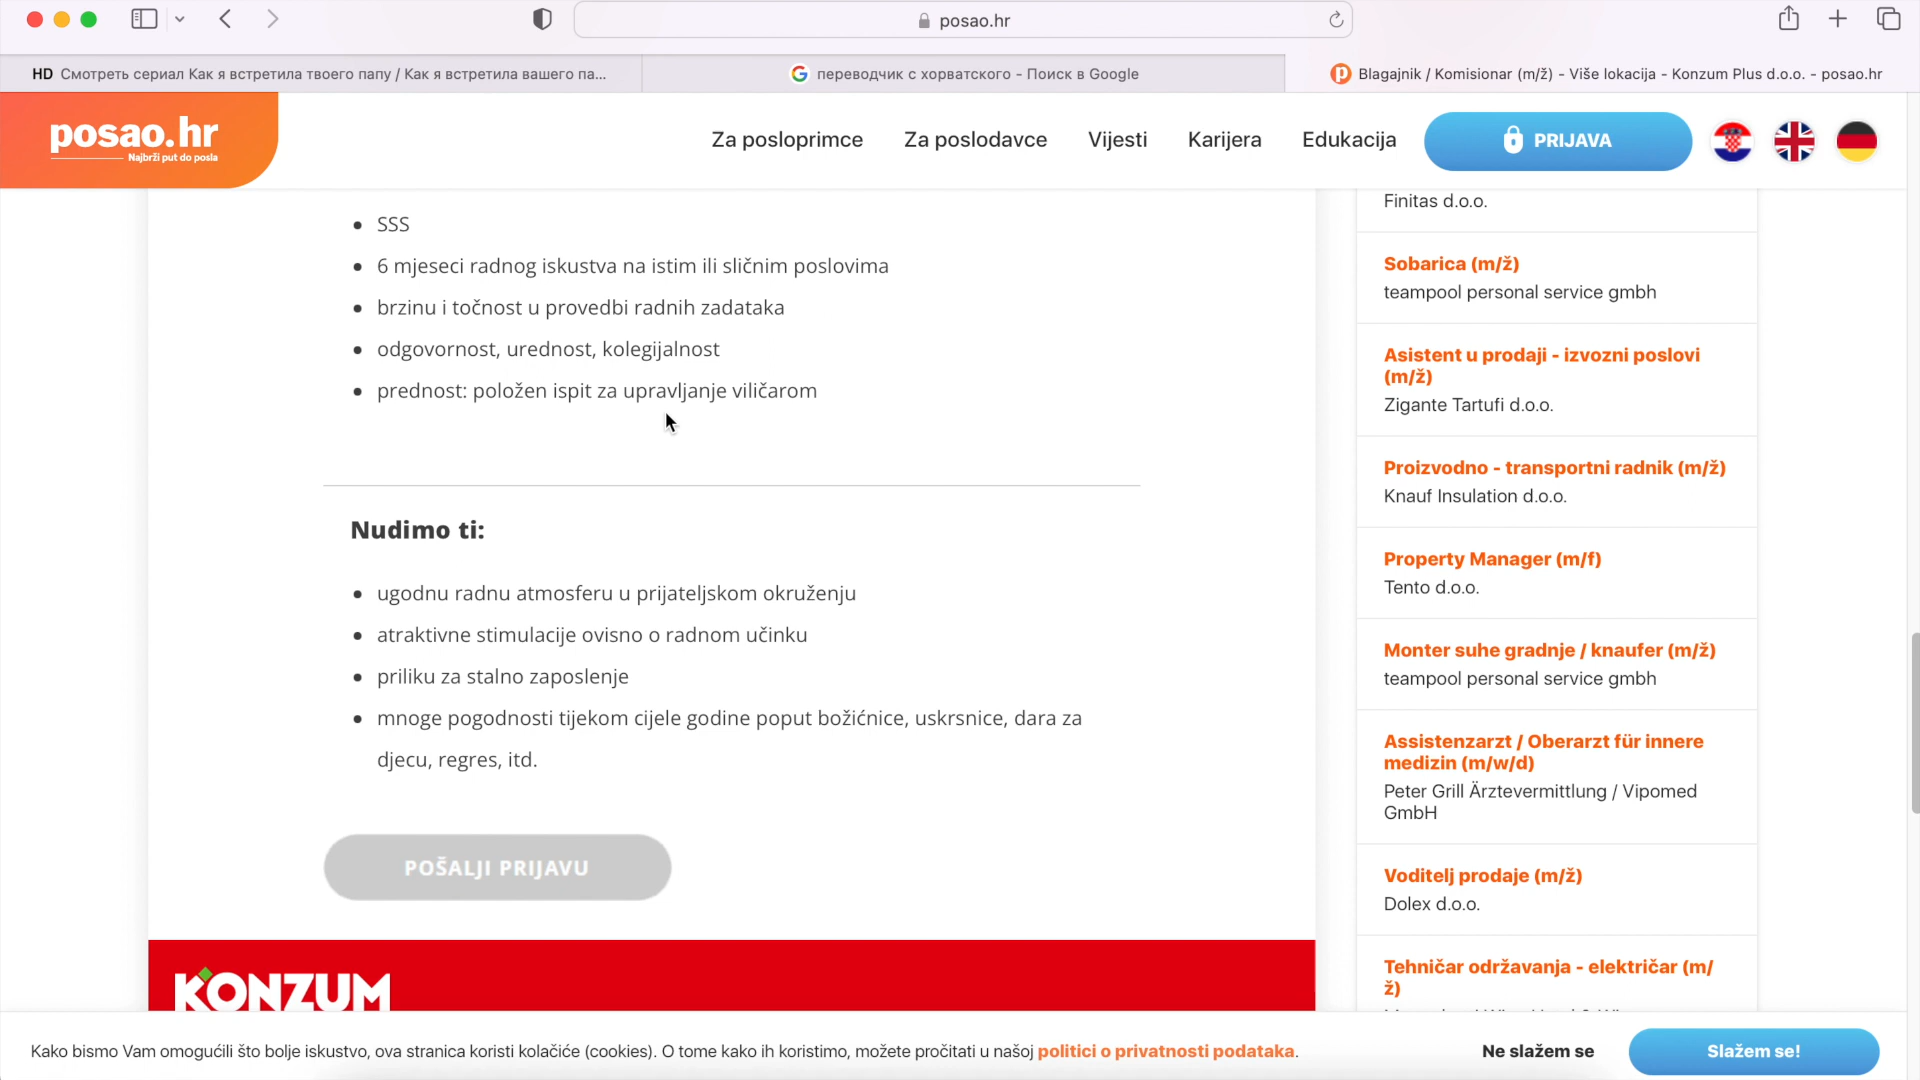 posao.hr
HD Смотреть сериал Как я встретила твоего папу / Как я встретила вашего па...
переводчик с хорватского - Поиск в Google
Blagajnik / Komisionar (m/ž) - Više lokacija - Konzum Plus d.o.o. - posao.hr
posao.hr
Najbrži put do posla
Za posloprimce
Za poslodavce
Vijesti
Karijera
Edukacija
PRIJAVA
SSS
6 mjeseci radnog iskustva na istim ili sličnim poslovima
brzinu i točnost u provedbi radnih zadataka
odgovornost, urednost, kolegijalnost
prednost: položen ispit za upravljanje viličarom
Nudimo ti:
ugodnu radnu atmosferu u prijateljskom okruženju
atraktivne stimulacije ovisno o radnom učinku
priliku za stalno zaposlenje
mnoge pogodnosti tijekom cijele godine poput božićnice, uskrsnice, dara za
djecu, regres, itd.
POŠALJI PRIJAVU
KONZUM
Finitas d.o.o.
Sobarica (m/ž)
teampool personal service gmbh
Asistent u prodaji - izvozni poslovi
(m/ž)
Zigante Tartufi d.o.o.
Proizvodno - transportni radnik (m/ž)
Knauf Insulation d.o.o.
Property Manager (m/f)
Tento d.o.o.
Monter suhe gradnje / knaufer (m/ž)
teampool personal service gmbh
Assistenzarzt / Oberarzt für innere
medizin (m/w/d)
Peter Grill Ärztevermittlung / Vipomed
GmbH
Voditelj prodaje (m/ž)
Dolex d.o.o.
Tehničar održavanja - električar (m/
ž)
Kako bismo Vam omogućili što bolje iskustvo, ova stranica koristi kolačiće (cookies). O tome kako ih koristimo, možete pročitati u našoj politici o privatnosti podataka.
Ne slažem se
Slažem se!